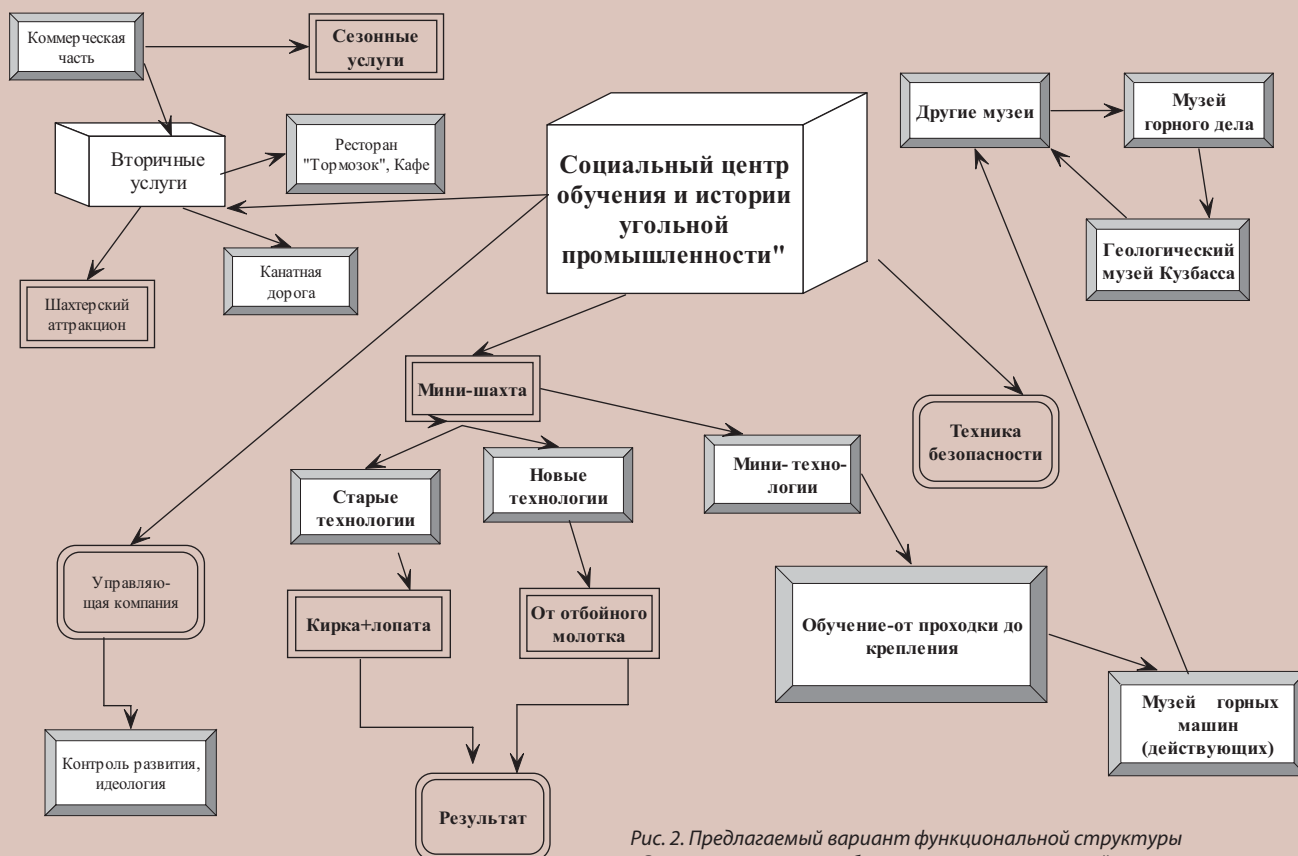 Коммерческая
часть
Сезонные
услуги
Вторичные
услуги
Ресторан
"Тормозок", Кафе
Канатная
дорога
Шахтерский
аттракцион
Социальный центр
обучения и истории
угольной
промышленности"
Другие музеи
Музей
горного дела
Геологический
музей Кузбасса
Мини-шахта
Техника
безопасности
Старые
технологии
Новые
технологии
Мини-техно-
логии
Управляю-
щая компания
Кирка+лопата
От отбойного
молотка
Обучение-от проходки до
крепления
Музей горных
машин
(действующих)
Контроль развития,
идеология
Результат
Рис. 2. Предлагаемый вариант функциональной структуры